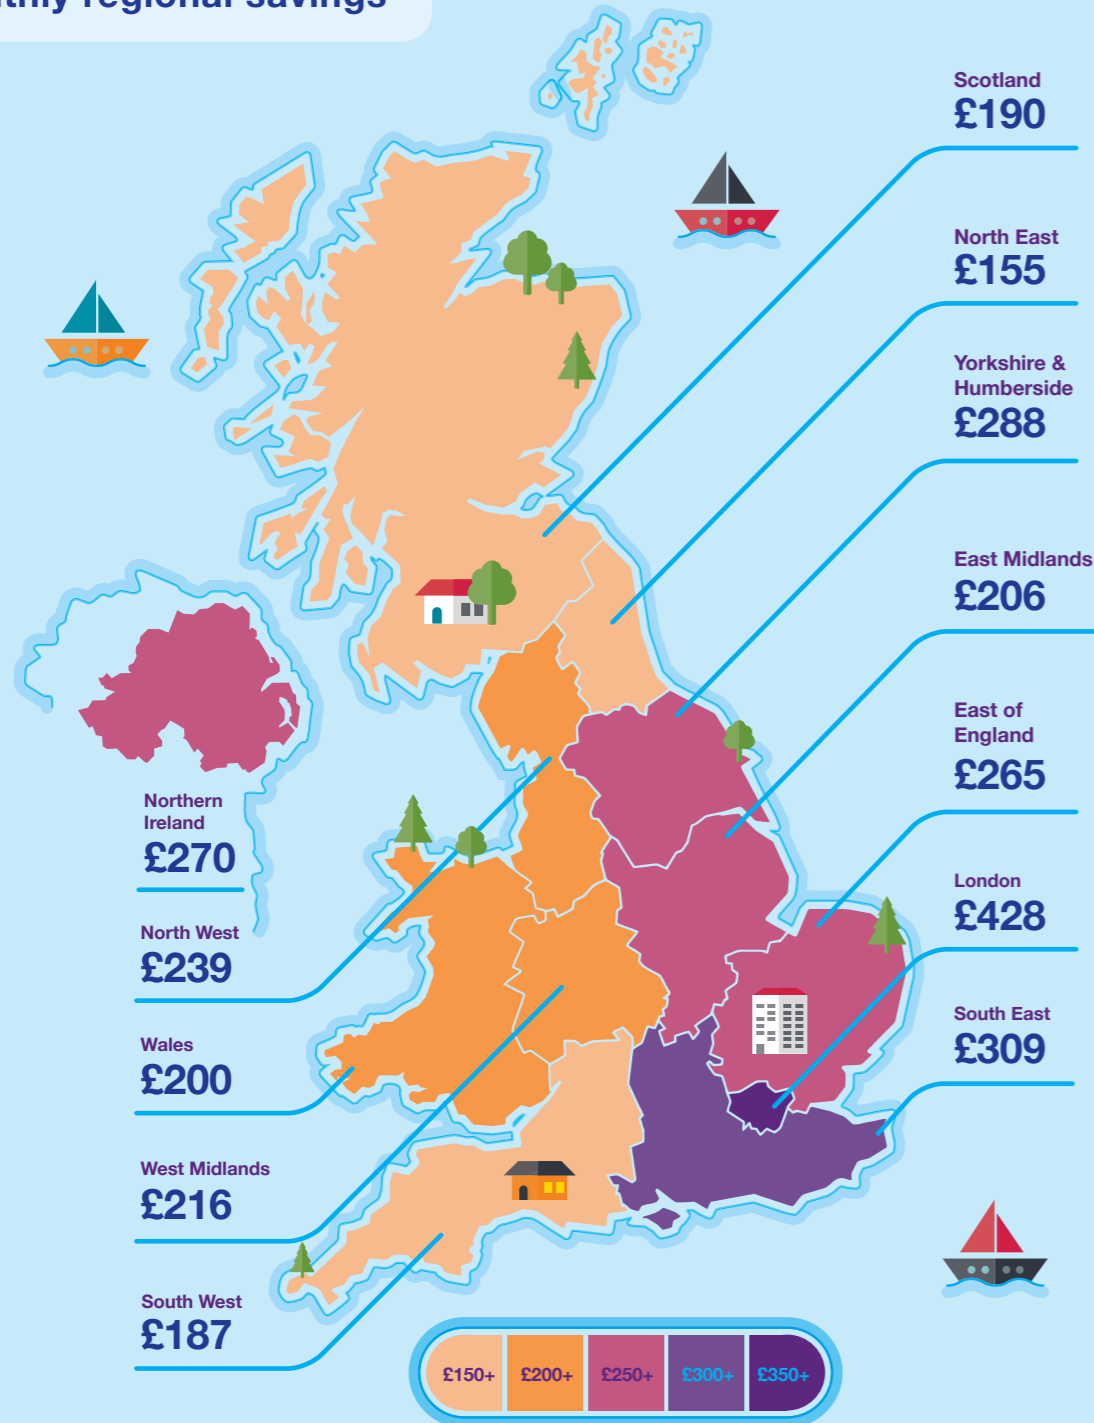 regional savings
Scotland
£190
North East
£155
Yorkshire &
Humberside
£288
East Midlands
£206
East of
England
£265
London
£428
South East
£309
Northern
Ireland
£270
North West
£239
Wales
£200
West Midlands
£216
South West
£187
£150+
£200+
£250+
£300+
£350+